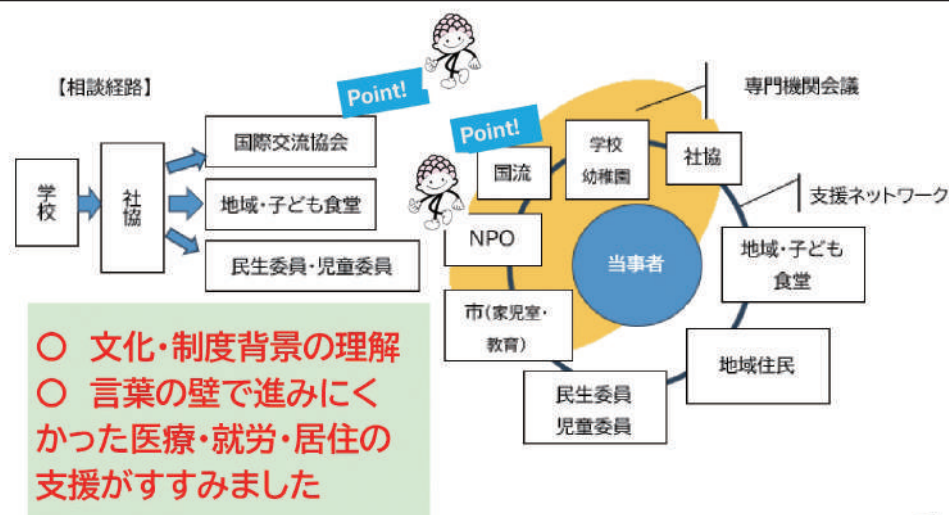 【相談経路】
学校
社協
Point!
国際交流協会
地域・子ども食堂
民生委員・児童委員
〇 文化・制度背景の理解
〇 言葉の壁で進みにく
かった医療・就労・居住の
支援がすすみました
専門機関会議
Point!
国流
学校
幼稚園
社協
支援ネットワーク
NPO
当事者
地域・子ども
食堂
市(家児室・
教育)
地域住民
民生委員
児童委員